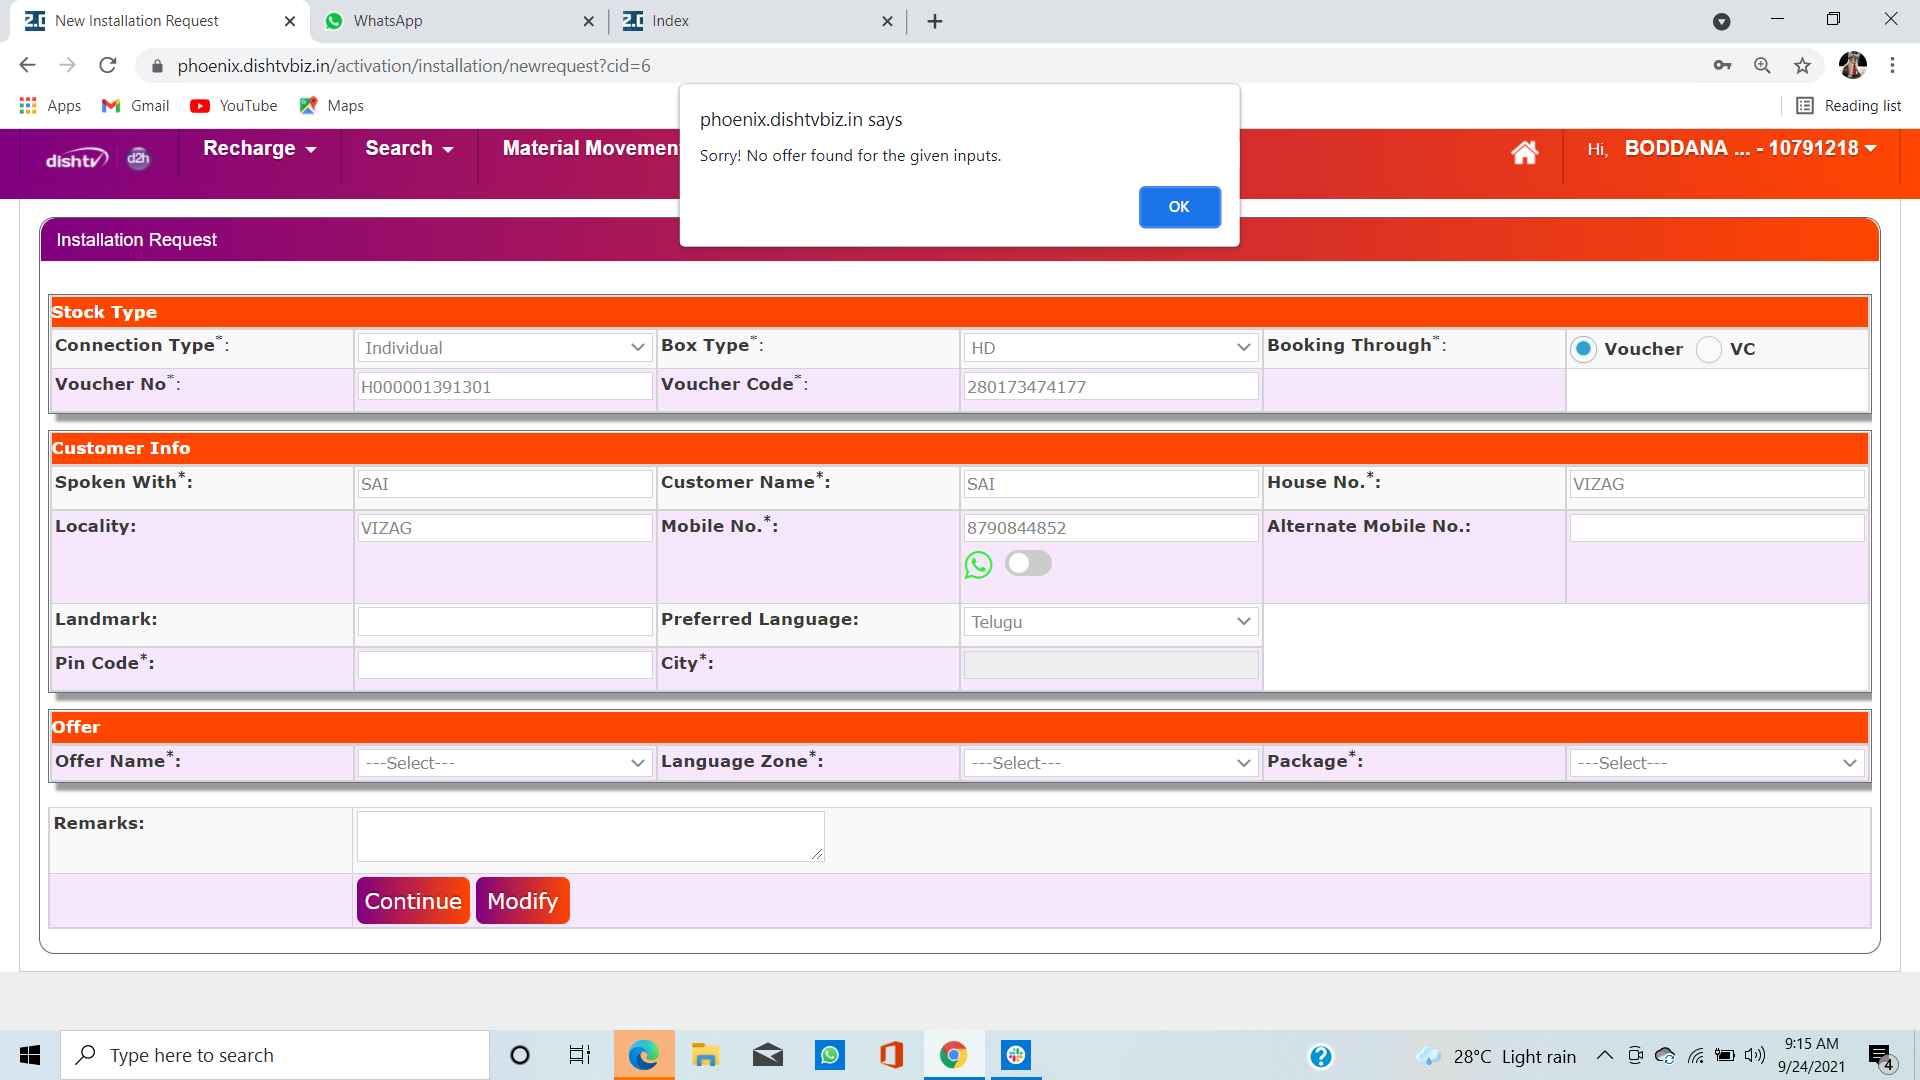 New Installation Request
WhatsApp
Index
phoenix.dishtvbiz.in/activation/installation/newrequest?cid=6
Apps
Gmail
YouTube
Maps
Reading list
phoenix.dishtvbiz.in says
Sorry! No offer found for the given inputs.
OK
dishtv d2h
Recharge
Search
Material Movemen
Hi, BODDANA ... - 10791218
Installation Request
Stock Type
Connection Type*: Individual Box Type*: HD Booking Through*: Voucher VC
Voucher No*: H000001391301 Voucher Code*: 280173474177
Customer Info
Spoken With*: SAI Customer Name*: SAI House No.*: VIZAG
Locality: VIZAG Mobile No.*: 8790844852 Alternate Mobile No.:
Landmark: Preferred Language: Telugu
Pin Code*: City*:
Offer
Offer Name*: ---Select--- Language Zone*: ---Select--- Package*: ---Select---
Remarks:
Continue Modify
Type here to search
28°C Light rain
9:15 AM
9/24/2021
4